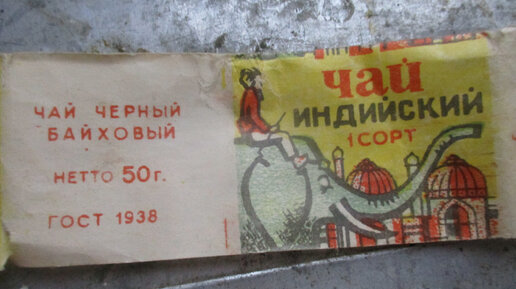 ЧАЙ ЧЕРНЫЙ
БАЙХОВЫЙ
НЕТТО 50г.
ГОСТ 1938
чай
ИНДИЙСКИЙ
1 СОРТ